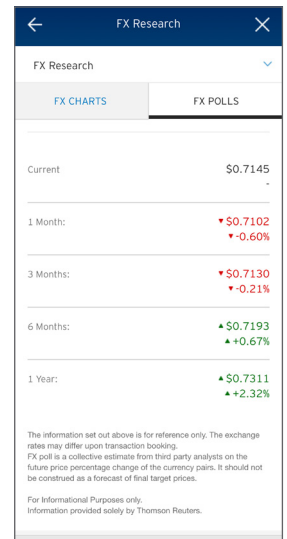 FX Research
FX Research
FX CHARTS
FX POLLS
Current
$0.7145
-
1 Month:
▼$0.7102
▼-0.60%
3 Months:
▼$0.7130
▼-0.21%
6 Months:
▲$0.7193
▲+0.67%
1 Year:
▲$0.7311
▲+2.32%
The information set out above is for reference only. The exchange
rates may differ upon transaction booking.
FX poll is a collective estimate from third party analysts on the
future price percentage change of the currency pairs. It should not
be construed as a forecast of final target prices.
For Informational Purposes only.
Information provided solely by Thomson Reuters.